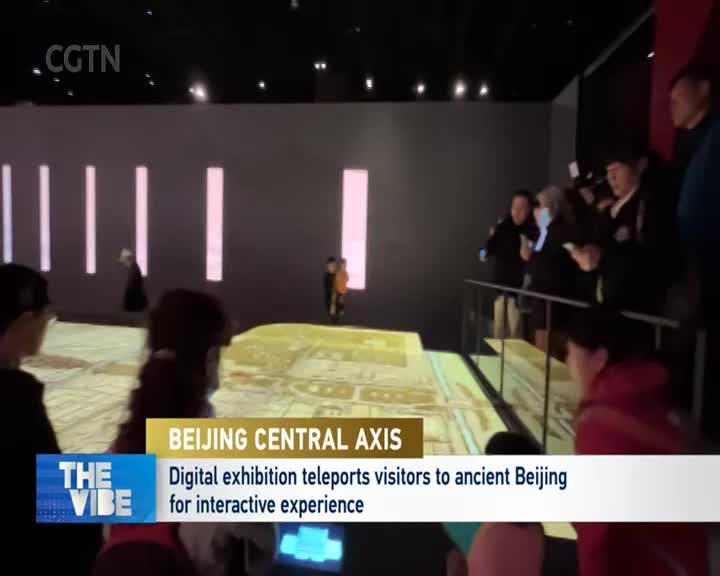 CGTN
BEIJING CENTRAL AXIS
THE VIBE
Digital exhibition teleports visitors to ancient Beijing
for interactive experience